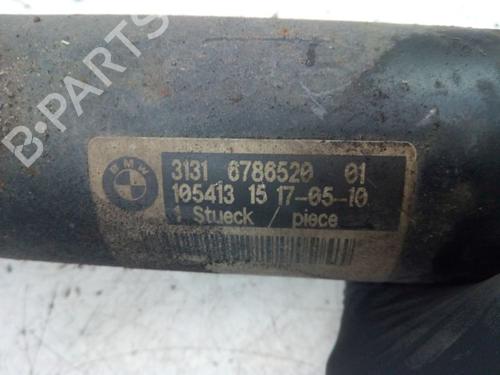 B-PARTS
BMW
3131 6786520 01
105413 15 17-05-10
1 Stueck / piece